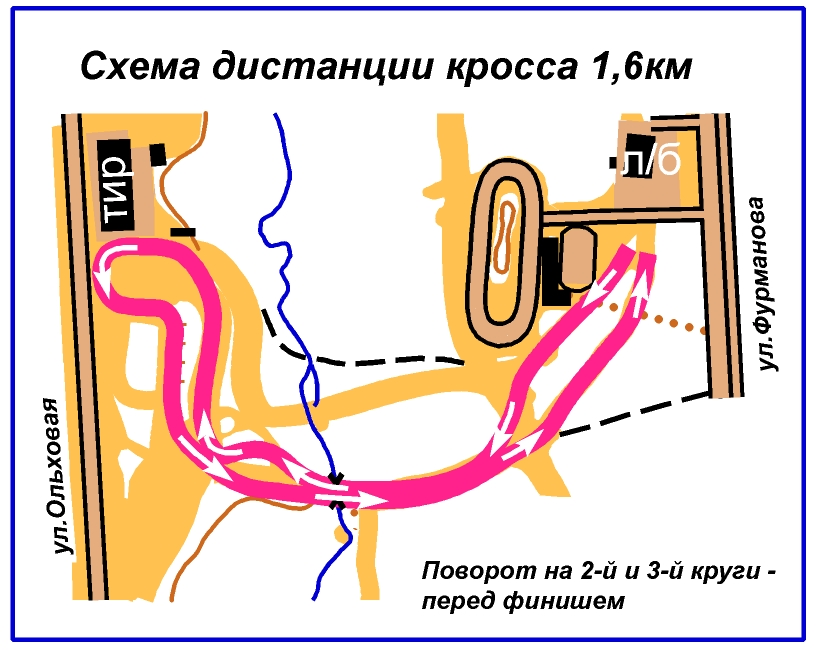 Схема дистанции кросса 1,6км
тир
л/б
ул.Фурманова
ул.Ольховая
Поворот на 2-й и 3-й круги -
перед финишем